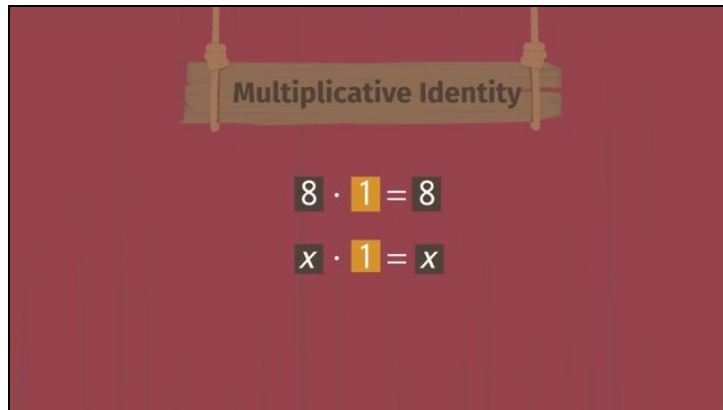 Multiplicative Identity
8 · 1 = 8
x · 1 = x